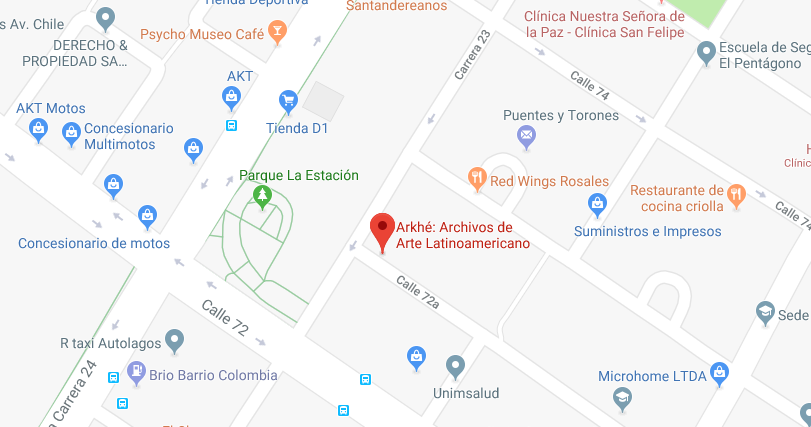 Tienda Deportiva
Santandereanos
s Av. Chile
Psycho Museo Café
DERECHO &
PROPIEDAD SA...
Clínica Nuestra Señora de
la Paz - Clínica San Felipe
Escuela de Seg
El Pentágono
Carrera 23
Calle 74
AKT
AKT Motos
Concesionario
Multimotos
Tienda D1
Puentes y Torones
H
Clínic
Parque La Estación
Red Wings Rosales
Restaurante de
cocina criolla
Calle 74
Concesionario de motos
Arkhé: Archivos de
Arte Latinoamericano
Suministros e Impresos
Calle 72a
Calle 72
Sede
R taxi Autolagos
Brio Barrio Colombia
Carrera 24
Unimsalud
Microhome LTDA